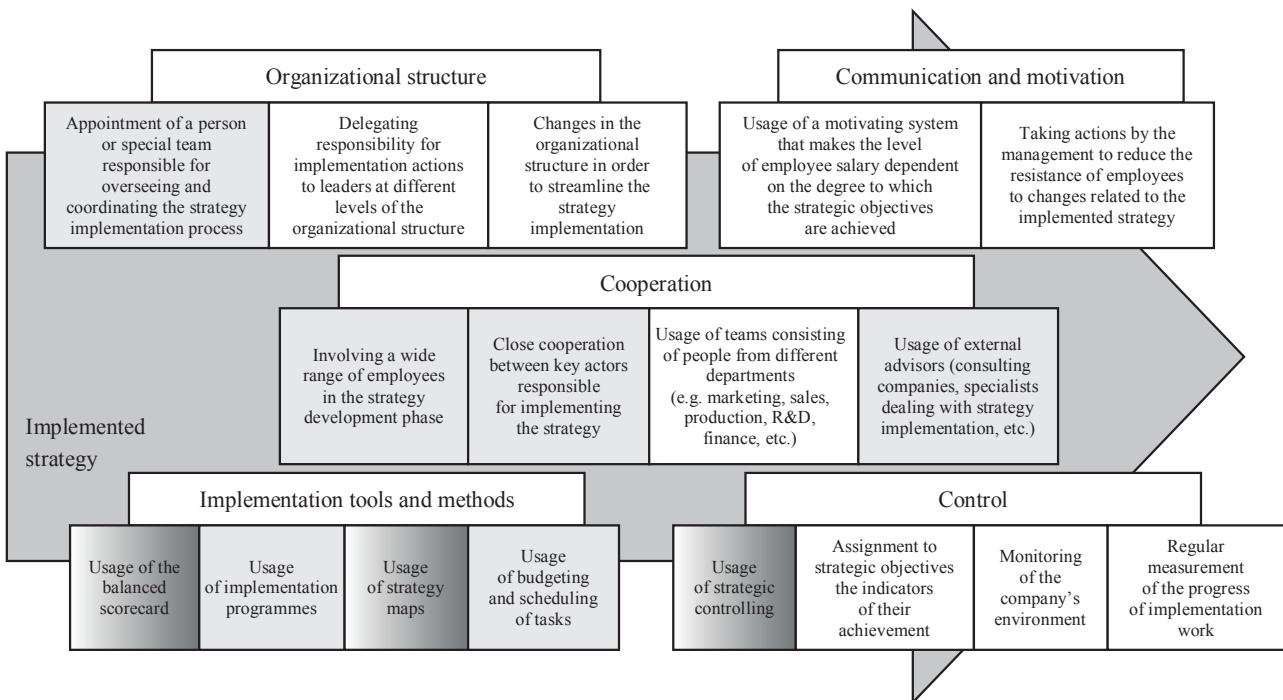 Organizational structure
Appointment of a person
or special team
responsible for
overseeing and
coordinating the strategy
implementation process
Delegating
responsibility for
implementation actions
to leaders at different
levels of the
organizational structure
Changes in the
organizational
structure in order
to streamline the
strategy
implementation
Communication and motivation
Usage of a motivating system
that makes the level
of employee salary dependent
on the degree to which
the strategic objectives
are achieved
Taking actions by the
management to reduce the
resistance of employees
to changes related to the
implemented strategy
Cooperation
Involving a wide
range of employees
in the strategy
development phase
Close cooperation
between key actors
responsible
for implementing
the strategy
Usage of teams consisting
of people from different
departments
(e.g. marketing, sales,
production, R&D,
finance, etc.)
Usage of external
advisors (consulting
companies, specialists
dealing with strategy
implementation, etc.)
Implemented
strategy
Implementation tools and methods
Usage of the
balanced
scorecard
Usage
of implementation
programmes
Usage
of strategy
maps
Usage
of budgeting
and scheduling
of tasks
Control
Usage
of strategic
controlling
Assignment to
strategic objectives
the indicators
of their
achievement
Monitoring
of the
company's
environment
Regular
measurement
of the progress
of implementation
work